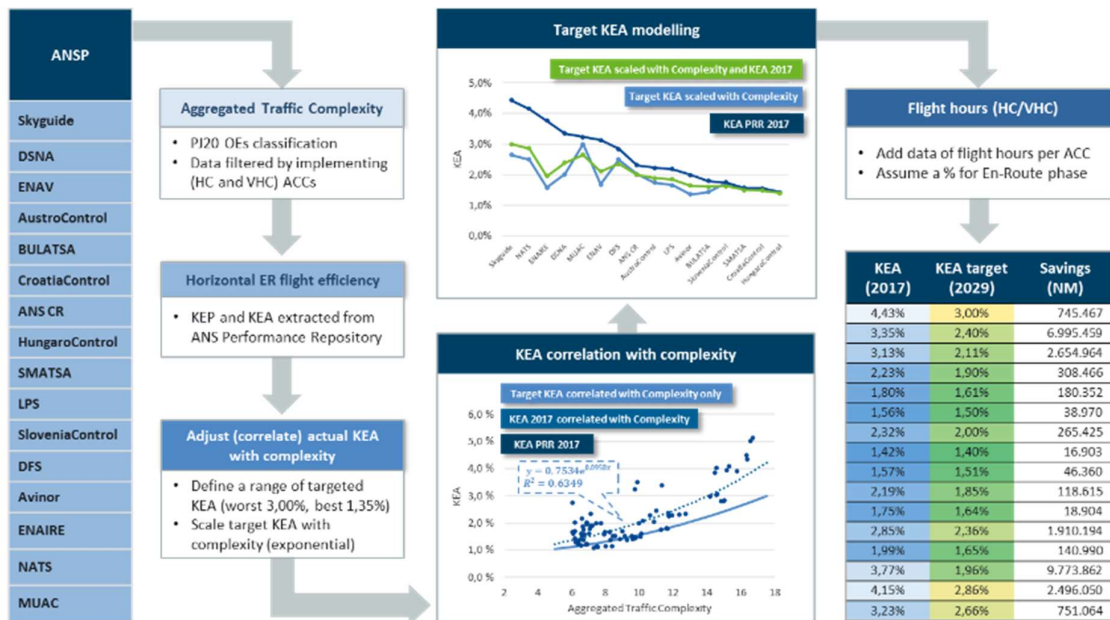 ANSP
Skyguide
DSNA
ENAV
AustroControl
BULATSA
CroatiaControl
ANS CR
HungaroControl
SMATSA
LPS
SloveniaControl
DFS
Avinor
ENAIRE
NATS
MUAC
Aggregated Traffic Complexity
• PJ20 OEs classification
• Data filtered by implementing
(HC and VHC) ACCs
Horizontal ER flight efficiency
• KEP and KEA extracted from
ANS Performance Repository
Adjust (correlate) actual KEA
with complexity
• Define a range of targeted
KEA (worst 3,00%, best 1,35%)
• Scale target KEA with
complexity (exponential)
Target KEA modelling
Target KEA scaled with Complexity and KEA 2017
Target KEA scaled with Complexity
KEA PRR 2017
KEA
5,0%
4,0%
3,0%
2,0%
1,0%
0,0%
Skyguide
NATS
ENAIRE
DSNA
MUAC
ENAV
DFS
ANS CR
AustroControl
LPS
Avinor
BULATSA
SloveniaControl
SMATSA
CroatiaControl
HungaroControl
KEA correlation with complexity
Target KEA correlated with Complexity only
KEA 2017 correlated with Complexity
KEA PRR 2017
y = 0.7534e^0,0958x
R² = 0.6349
KEA
6,0 %
5,0 %
4,0 %
3,0 %
2,0 %
1,0 %
0,0 %
2 4 6 8 10 12 14 16 18
Aggregated Traffic Complexity
Flight hours (HC/VHC)
• Add data of flight hours per ACC
• Assume a % for En-Route phase
KEA (2017) KEA target (2029) Savings (NM)
4,43% 3,00% 745.467
3,35% 2,40% 6.995.459
3,13% 2,11% 2.654.964
2,23% 1,90% 308.466
1,80% 1,61% 180.352
1,56% 1,50% 38.970
2,32% 2,00% 265.425
1,42% 1,40% 16.903
1,57% 1,51% 46.360
2,19% 1,85% 118.615
1,75% 1,64% 18.904
2,85% 2,36% 1.910.194
1,99% 1,65% 140.990
3,77% 1,96% 9.773.862
4,15% 2,86% 2.496.050
3,23% 2,66% 751.064